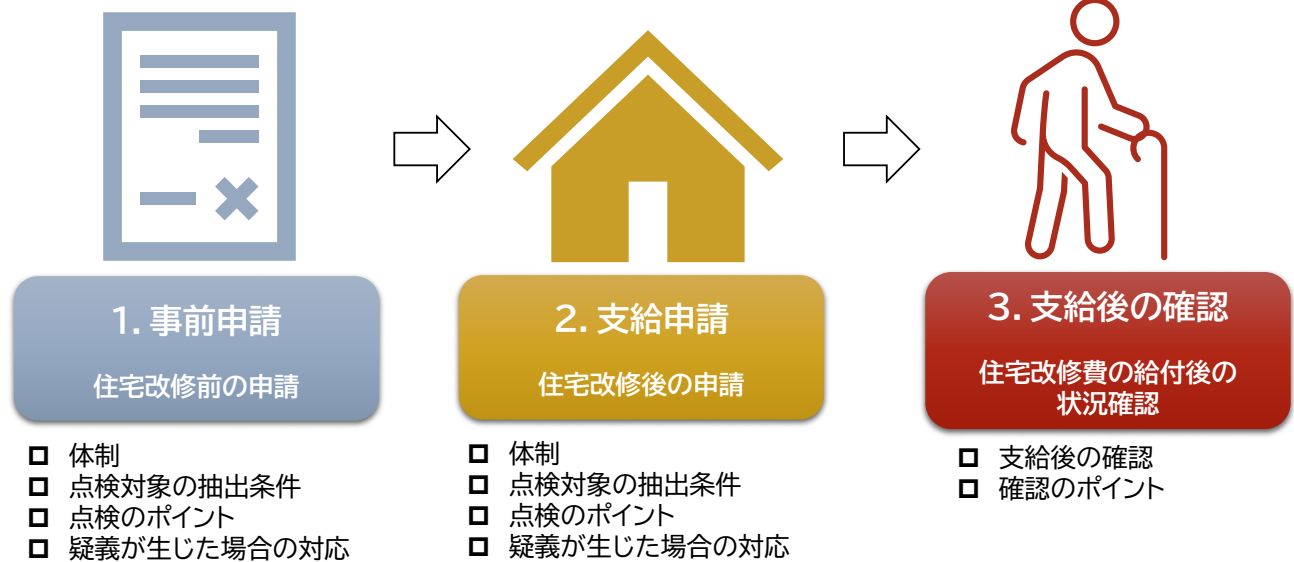 1. 事前申請
住宅改修前の申請
体制
点検対象の抽出条件
点検のポイント
疑義が生じた場合の対応
2. 支給申請
住宅改修後の申請
体制
点検対象の抽出条件
点検のポイント
疑義が生じた場合の対応
3. 支給後の確認
住宅改修費の給付後の
状況確認
支給後の確認
確認のポイント